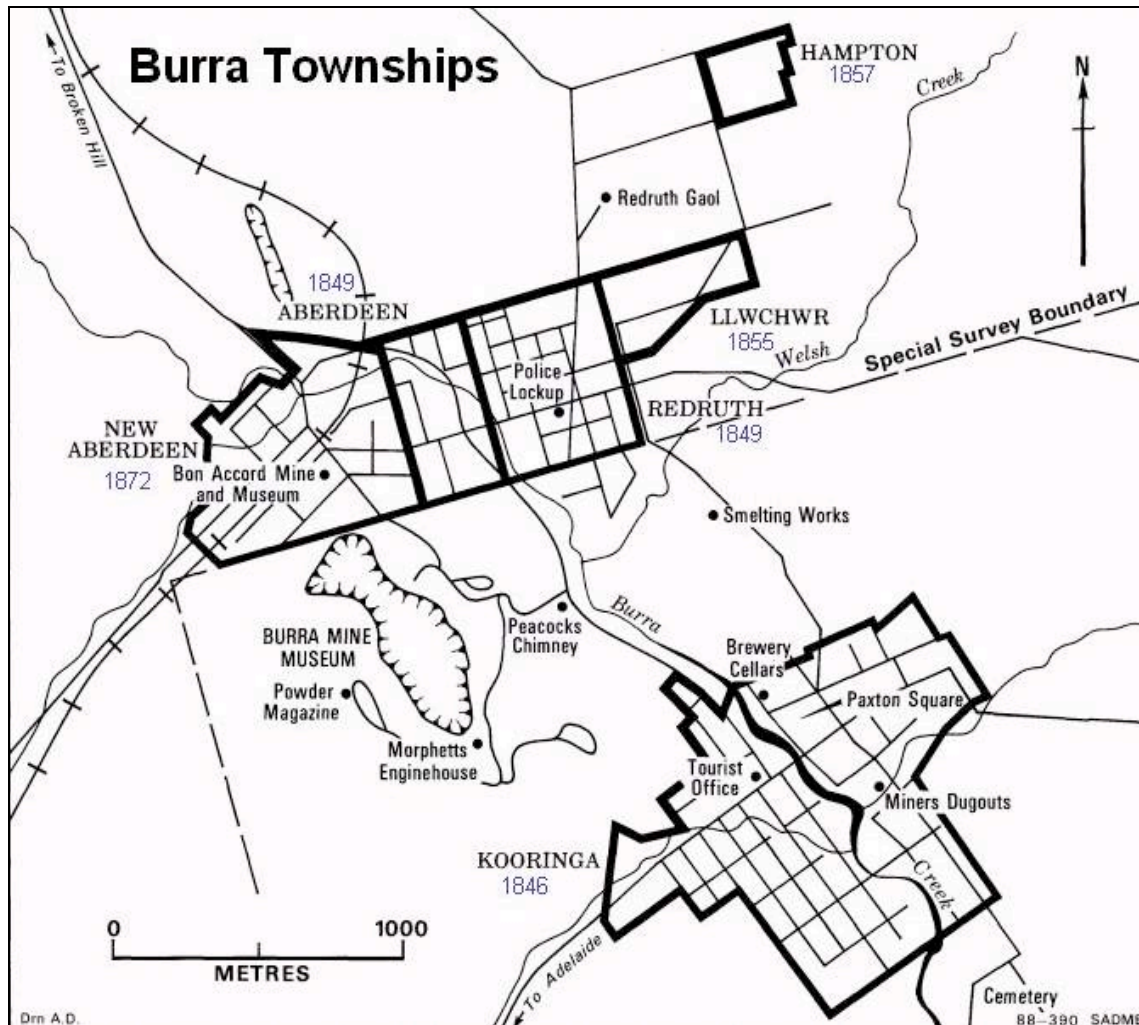 Burra Townships
To Broken Hill
HAMPTON
1857
Creek
N
Redruth Gaol
1849
ABERDEEN
LLWCHWR
1855
Welsh
Special Survey Boundary
Police
Lockup
REDRUTH
1849
NEW
ABERDEEN
1872
Bon Accord Mine
and Museum
Smelting Works
Burra
Peacocks
Chimney
BURRA MINE
MUSEUM
Powder
Magazine
Brewery
Cellars
Paxton Square
Morphetts
Enginehouse
Tourist
Office
Miners Dugouts
KOORINGA
1846
Creek
0 1000
METRES
To Adelaide
Cemetery
Drn A.D.
88-390 SADME